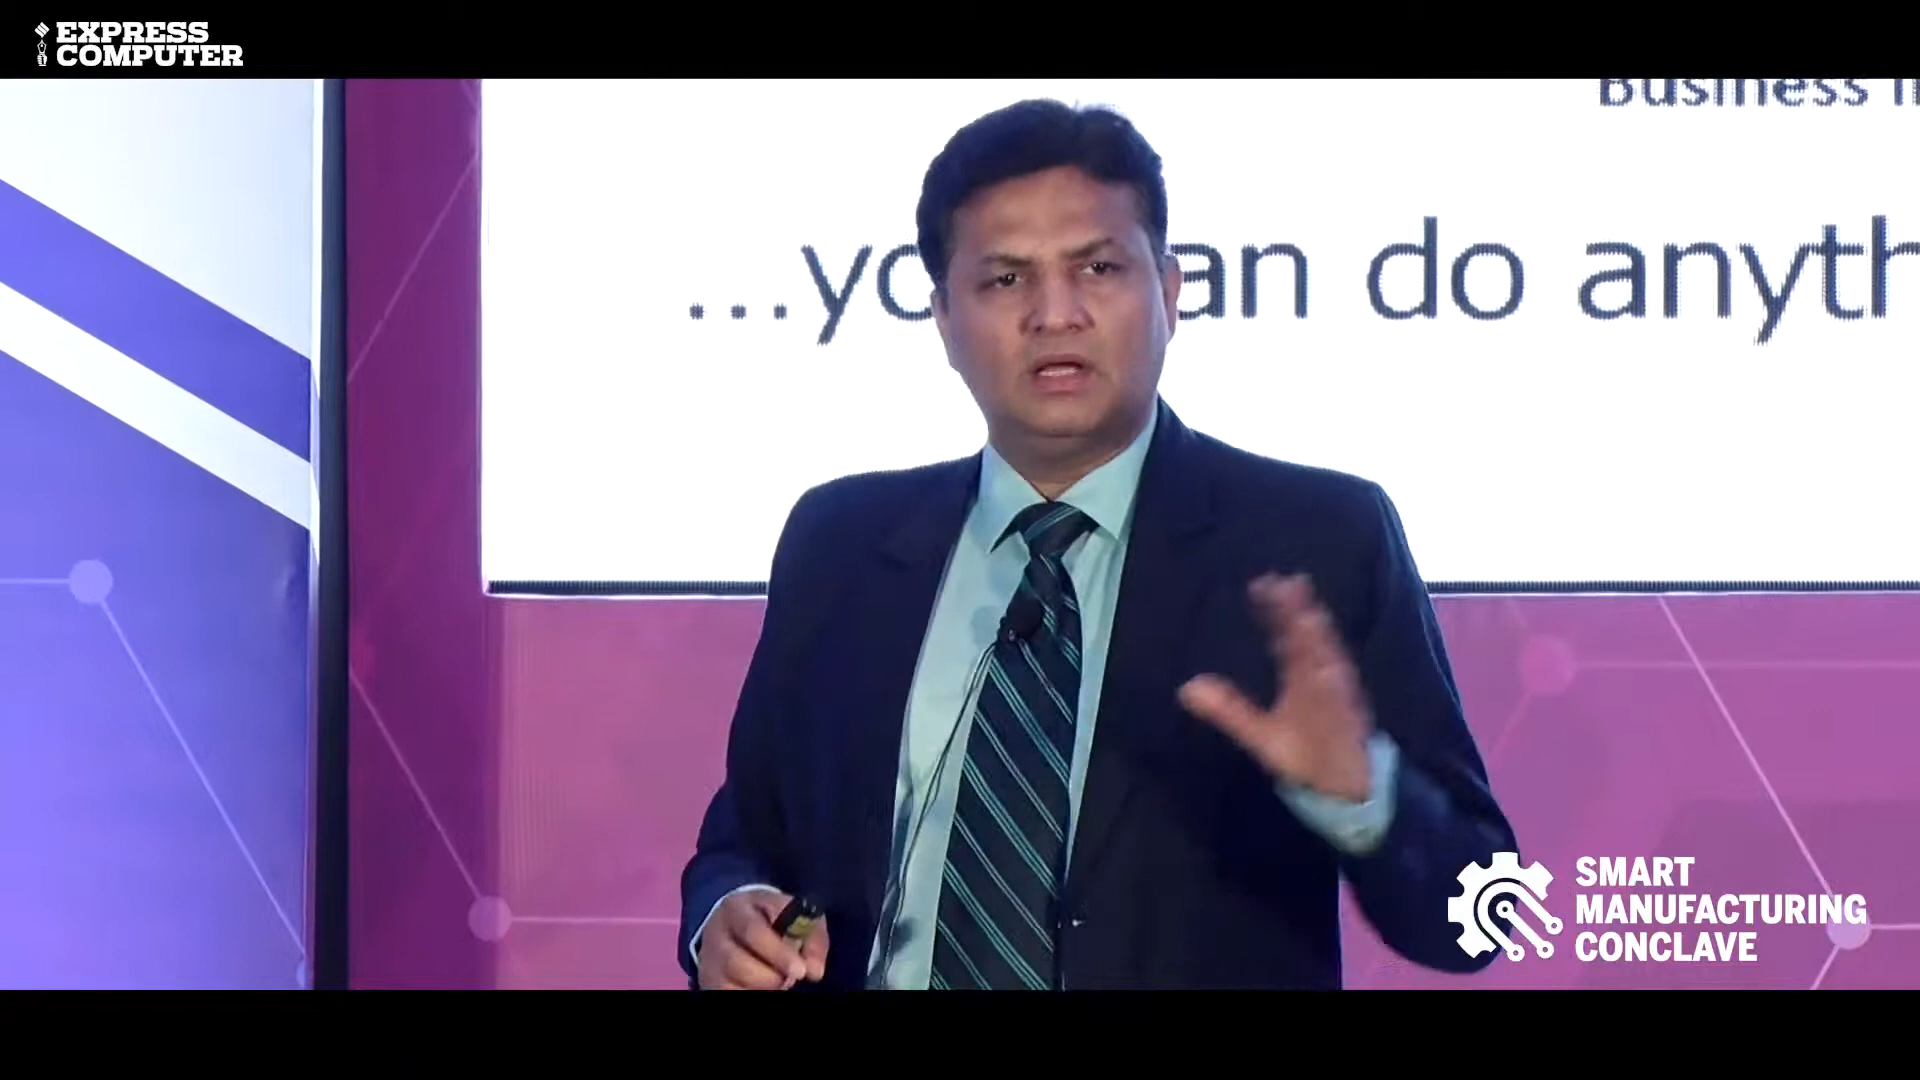 EXPRESS
COMPUTER
Business
...yo an do anyth
SMART
MANUFACTURING
CONCLAVE